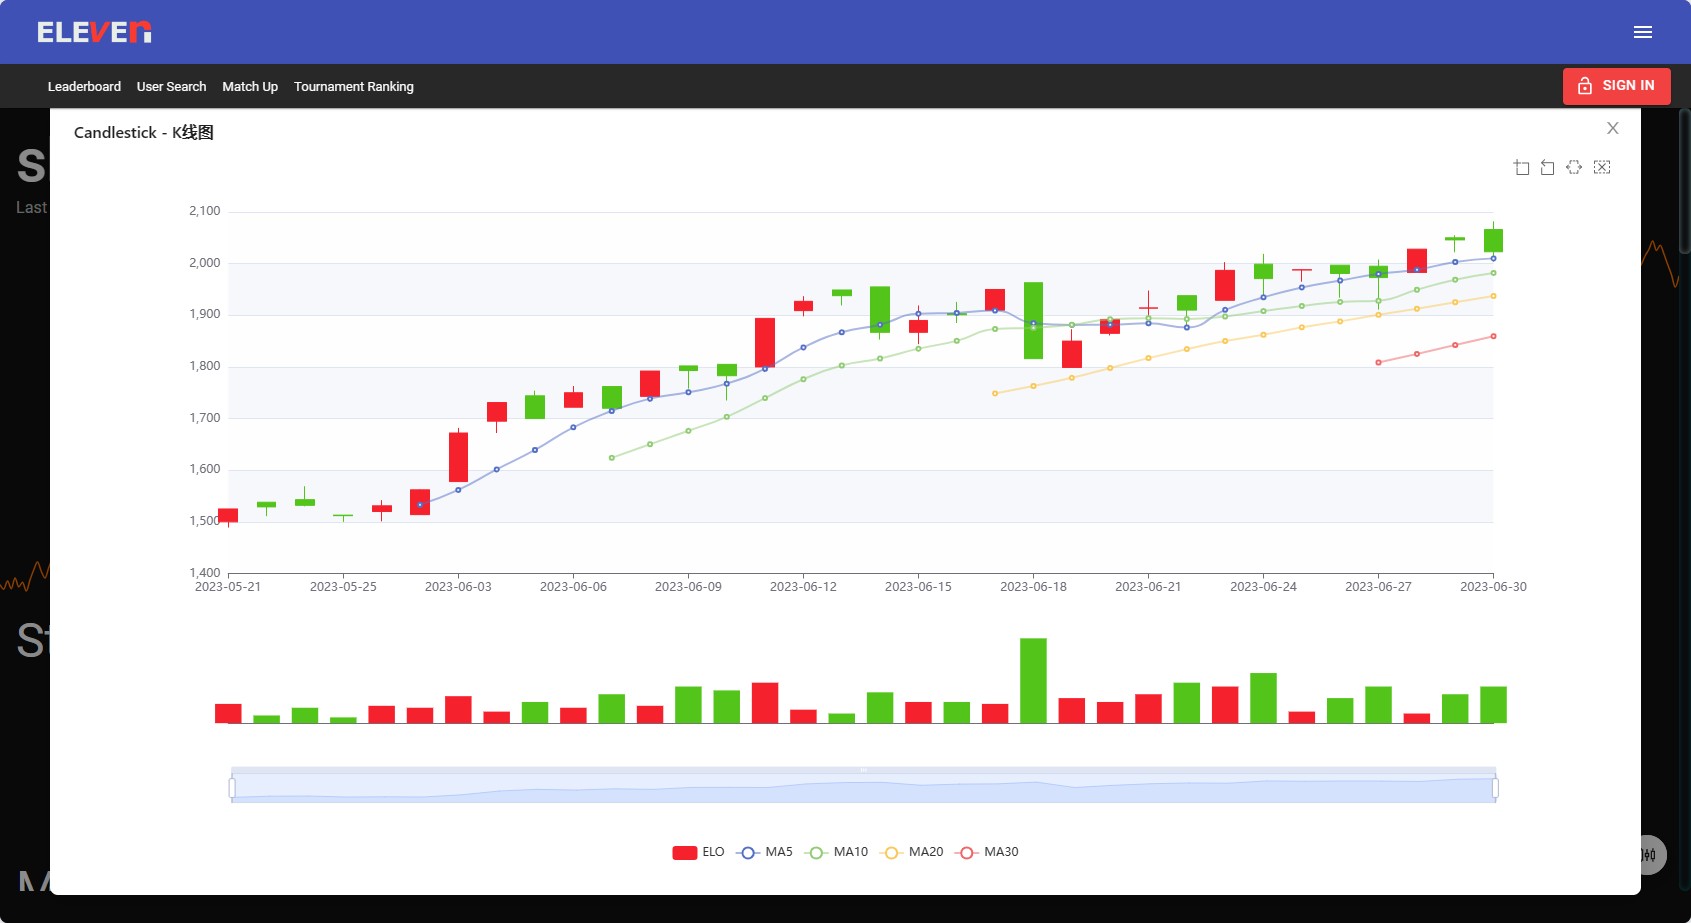 ELEVEn
Leaderboard User Search Match Up Tournament Ranking
SIGN IN
Candlestick - K线图
S
Last
2,100
2,000
1,900
1,800
1,700
1,600
1,500
1,400
2023-05-21 2023-05-25 2023-06-03 2023-06-06 2023-06-09 2023-06-12 2023-06-15 2023-06-18 2023-06-21 2023-06-24 2023-06-27 2023-06-30
St
ELO MA5 MA10 MA20 MA30